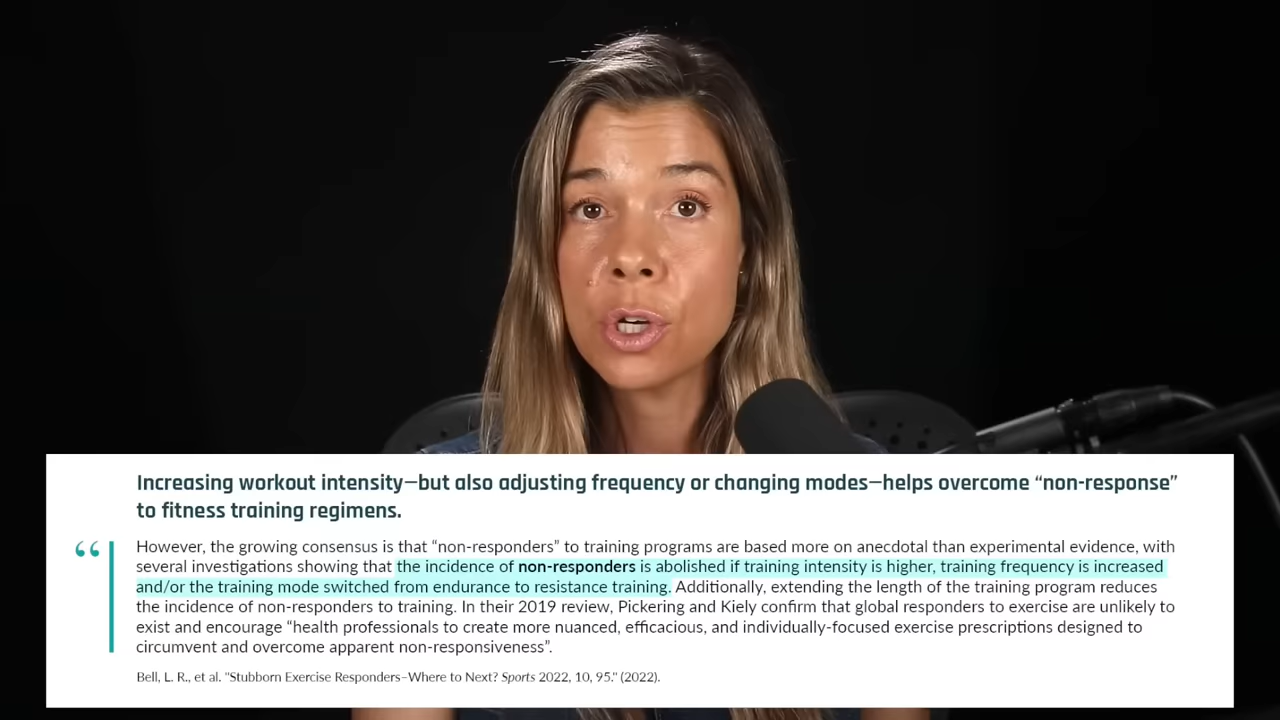 Increasing workout intensity—but also adjusting frequency or changing modes—helps overcome “non-response”
to fitness training regimens.
“
However, the growing consensus is that “non-responders” to training programs are based more on anecdotal than experimental evidence, with
several investigations showing that the incidence of non-responders is abolished if training intensity is higher, training frequency is increased
and/or the training mode switched from endurance to resistance training. Additionally, extending the length of the training program reduces
the incidence of non-responders to training. In their 2019 review, Pickering and Kiely confirm that global responders to exercise are unlikely to
exist and encourage “health professionals to create more nuanced, efficacious, and individually-focused exercise prescriptions designed to
circumvent and overcome apparent non-responsiveness”.
Bell, L. R., et al. "Stubborn Exercise Responders–Where to Next? Sports 2022, 10, 95." (2022).